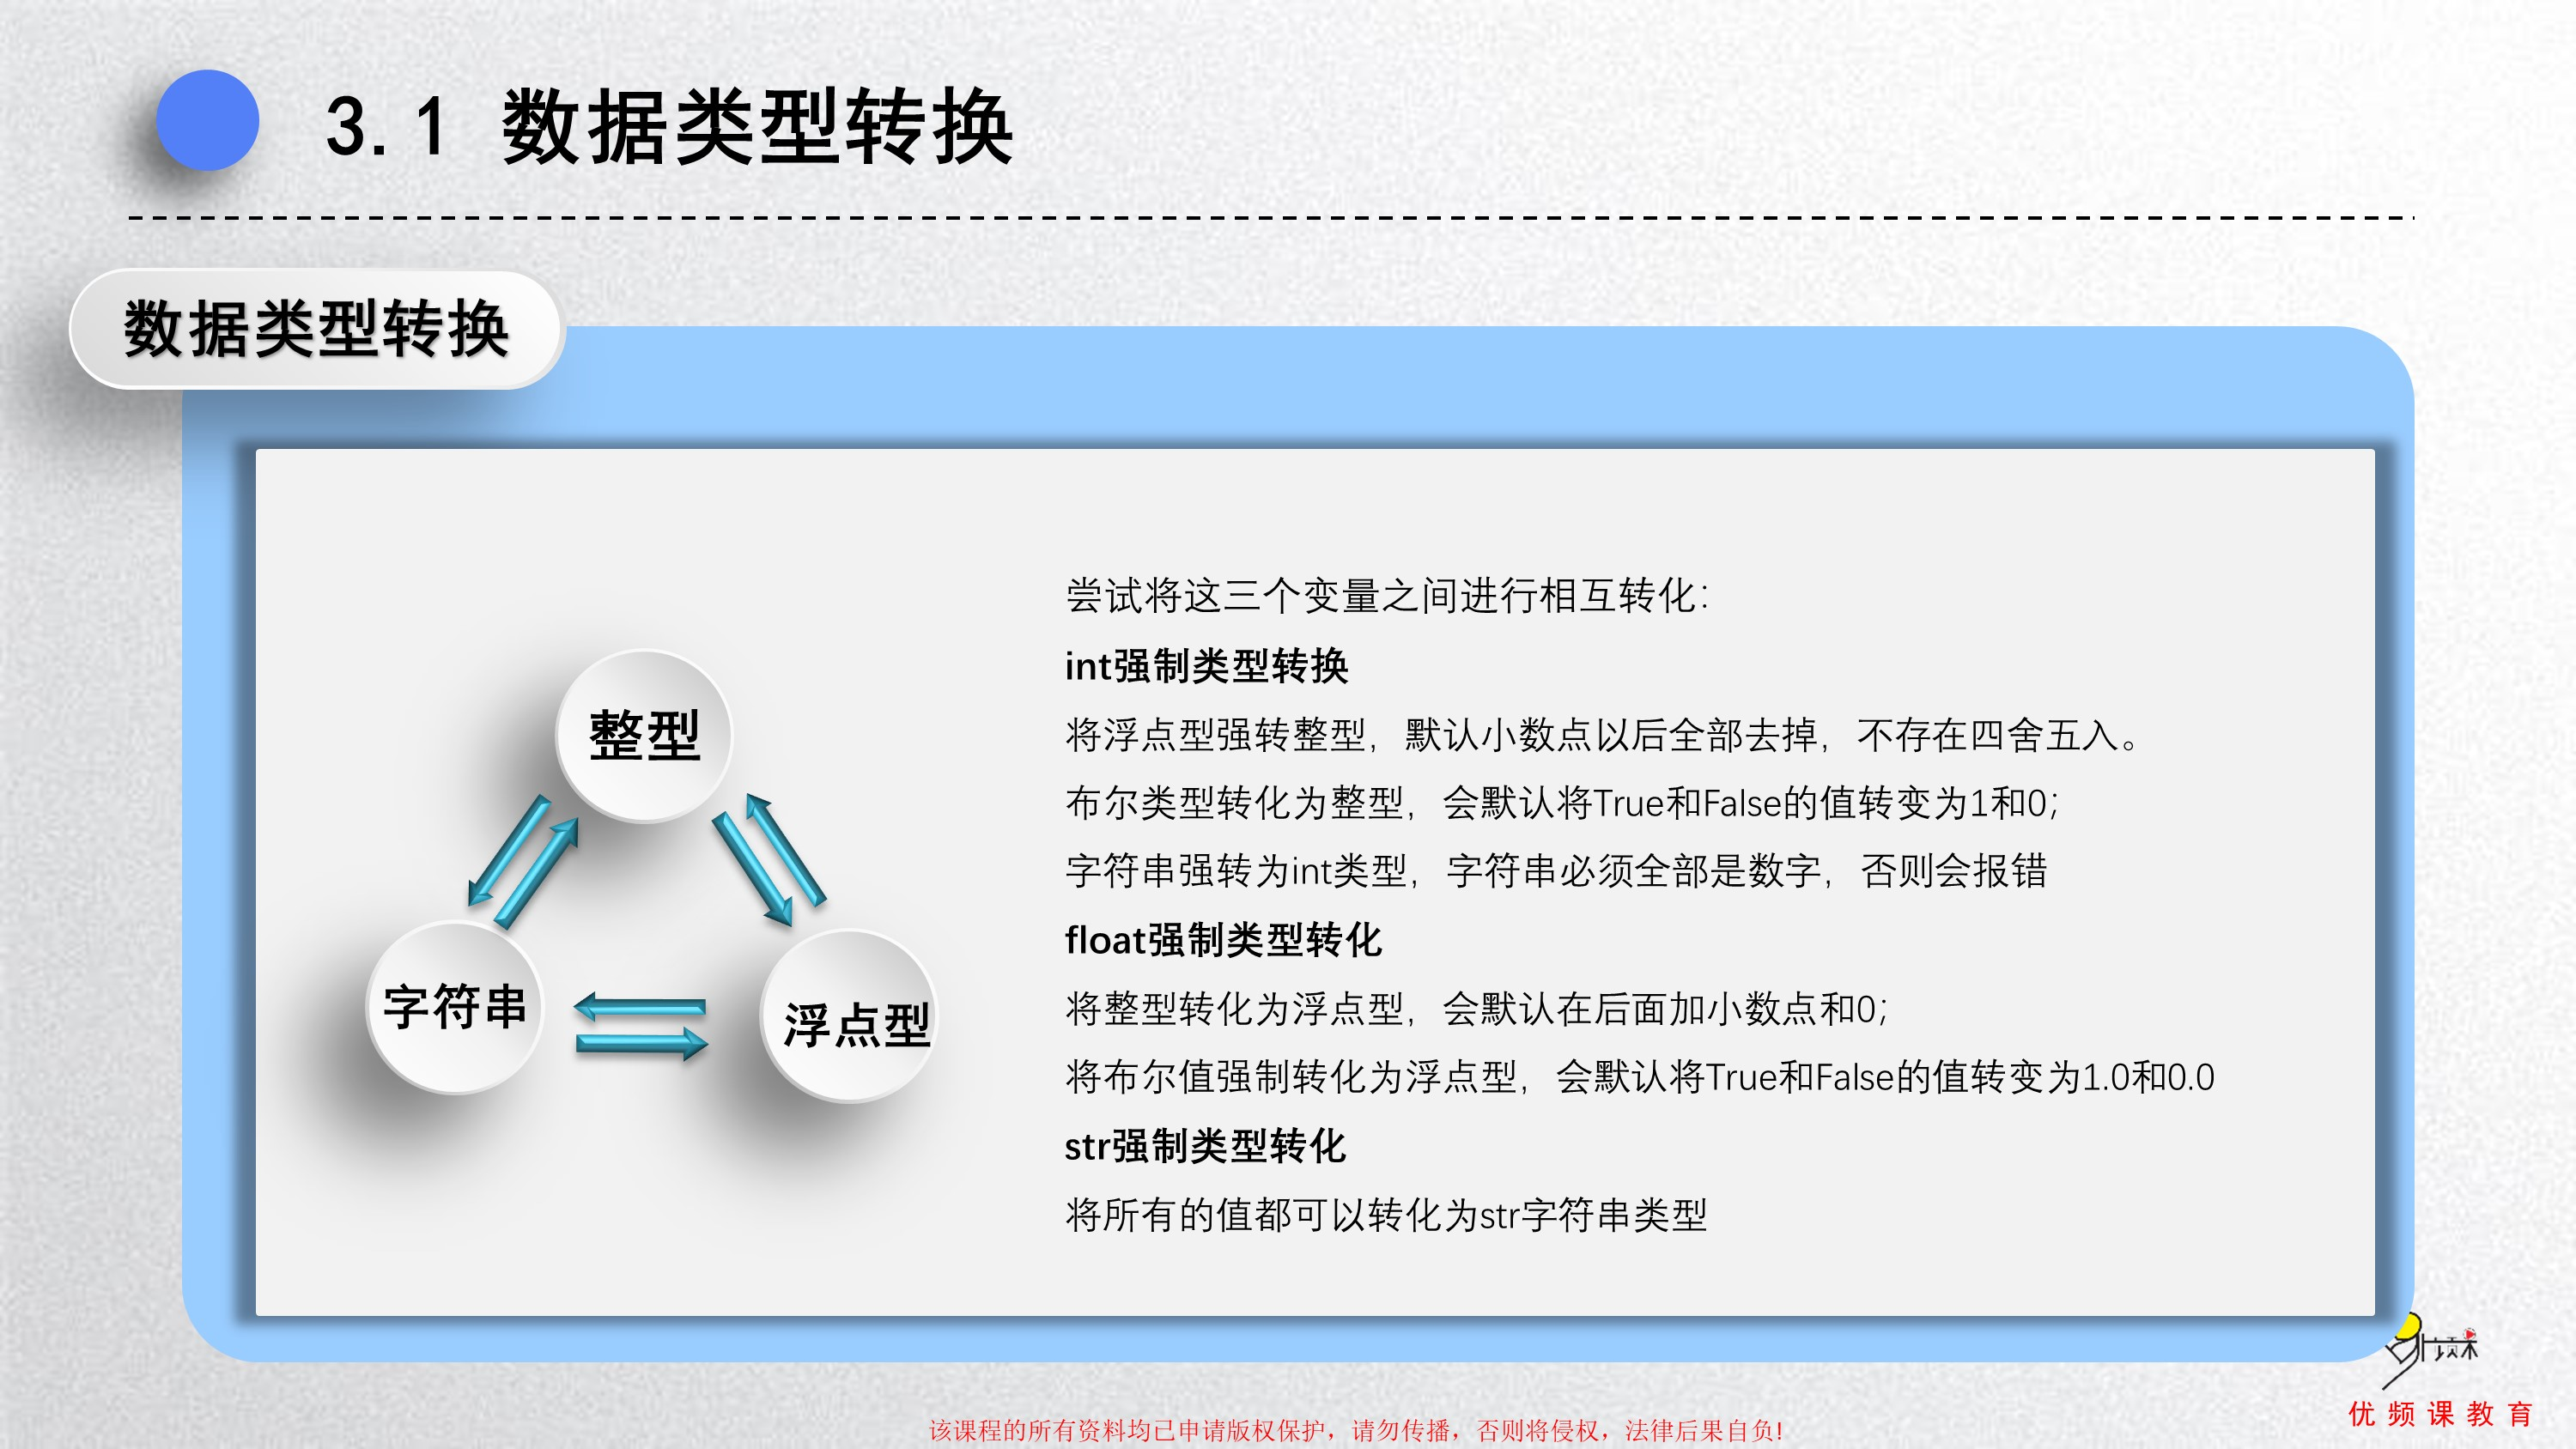 3.1 数据类型转换
数据类型转换
整型
字符串
浮点型
尝试将这三个变量之间进行相互转化：
int强制类型转换
将浮点型强转整型，默认小数点以后全部去掉，不存在四舍五入。
布尔类型转化为整型，会默认将True和False的值转变为1和0；
字符串强转为int类型，字符串必须全部是数字，否则会报错
float强制类型转化
将整型转化为浮点型，会默认在后面加小数点和0；
将布尔值强制转化为浮点型，会默认将True和False的值转变为1.0和0.0
str强制类型转化
将所有的值都可以转化为str字符串类型
优频课教育
该课程的所有资料均已申请版权保护，请勿传播，否则将侵权，法律后果自负!